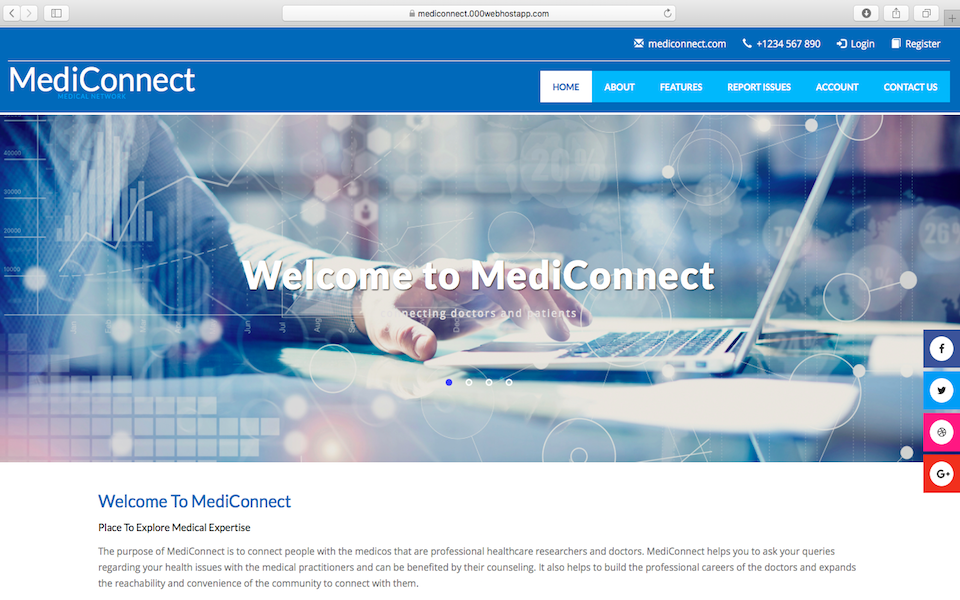 mediconnect.000webhostapp.com
mediconnect.com +1234 567 890 Login Register
MediConnect
MEDICAL NETWORK
HOME ABOUT FEATURES REPORT ISSUES ACCOUNT CONTACT US
40000
30000
20000
10000
26%
Jun
Jul
Welcome to MediConnect
connecting doctors and patients
Welcome To MediConnect
Place To Explore Medical Expertise
The purpose of MediConnect is to connect people with the medicos that are professional healthcare researchers and doctors. MediConnect helps you to ask your queries
regarding your health issues with the medical practitioners and can be benefited by their counseling. It also helps to build the professional careers of the doctors and expands
the reachability and convenience of the community to connect with them.